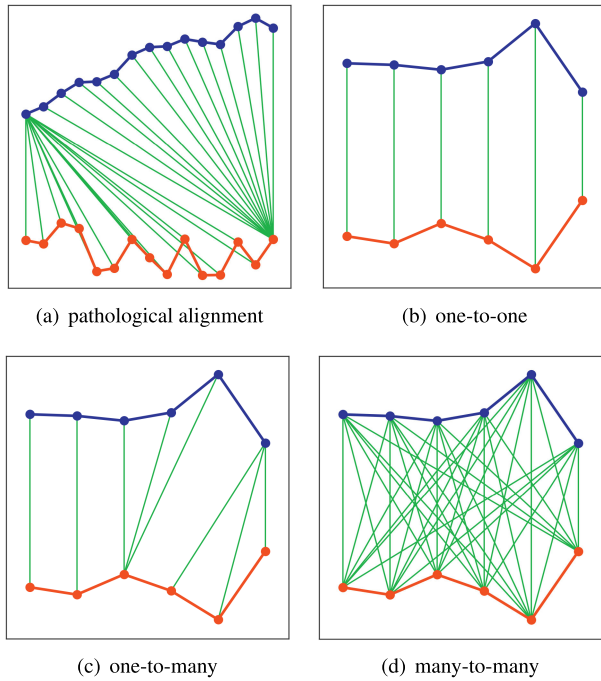 (a) pathological alignment
(b) one-to-one
(c) one-to-many
(d) many-to-many